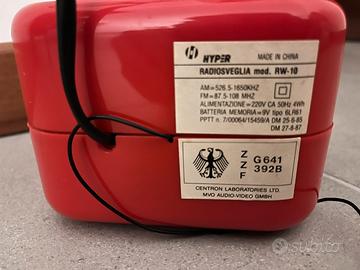 H HYPER
MADE IN CHINA
RADIOSVEGLIA mod. RW-10
AM=526.5-1650KHZ
FM=87.5-108 MHZ
ALIMENTAZIONE=220V CA 50Hz 4Wh
BATTERIA MEMORIA=9V tipo 6LR61
PPTT n. 7/00064/15459/A DM 25-6-85
DM 27-8-87
Z
Z
F
G641
392B
CENTRON LABORATORIES LTD.
MVO AUDIO-VIDEO GMBH
subito